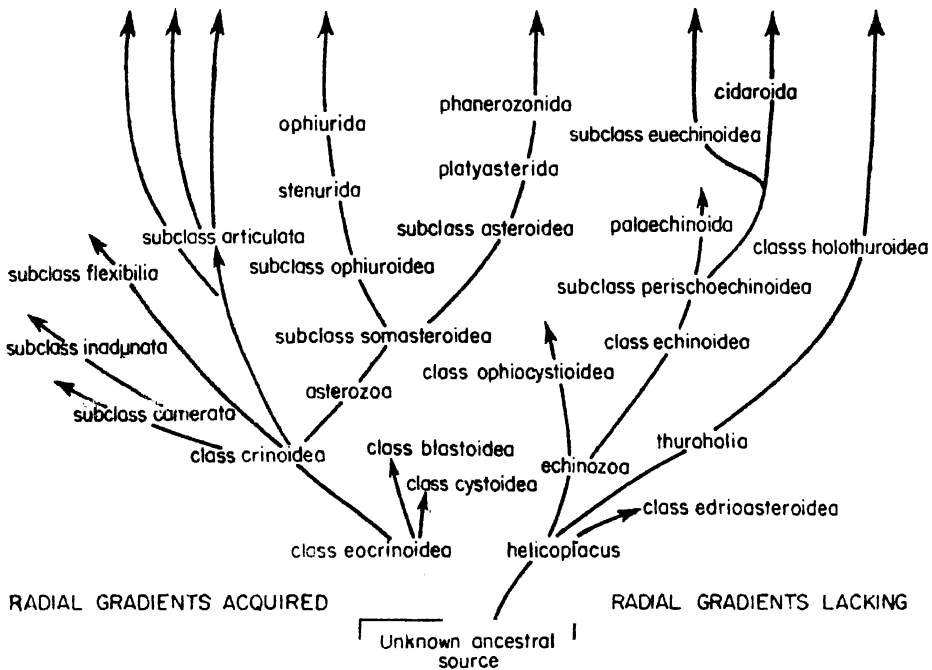 cidaroida
phanerozonida
ophiurida
subclass euechinoidea
platyasterida
stenurida
palaechinoida
subclass asteroidea
subclass articulata
classs holothuroidea
subclass ophiuroidea
subclass flexibilia
subclass perischoechinoidea
subclass somasteroidea
class echinoidea
subclass inadunata
class ophiocystioidea
asterozoa
subclass camerata
thuroholia
class blastoidea
class crinoidea
echinozoa
class cystoidea
class edrioasteroidea
class eocrinoidea
helicoplacus
RADIAL GRADIENTS ACQUIRED
RADIAL GRADIENTS LACKING
Unknown ancestral
source